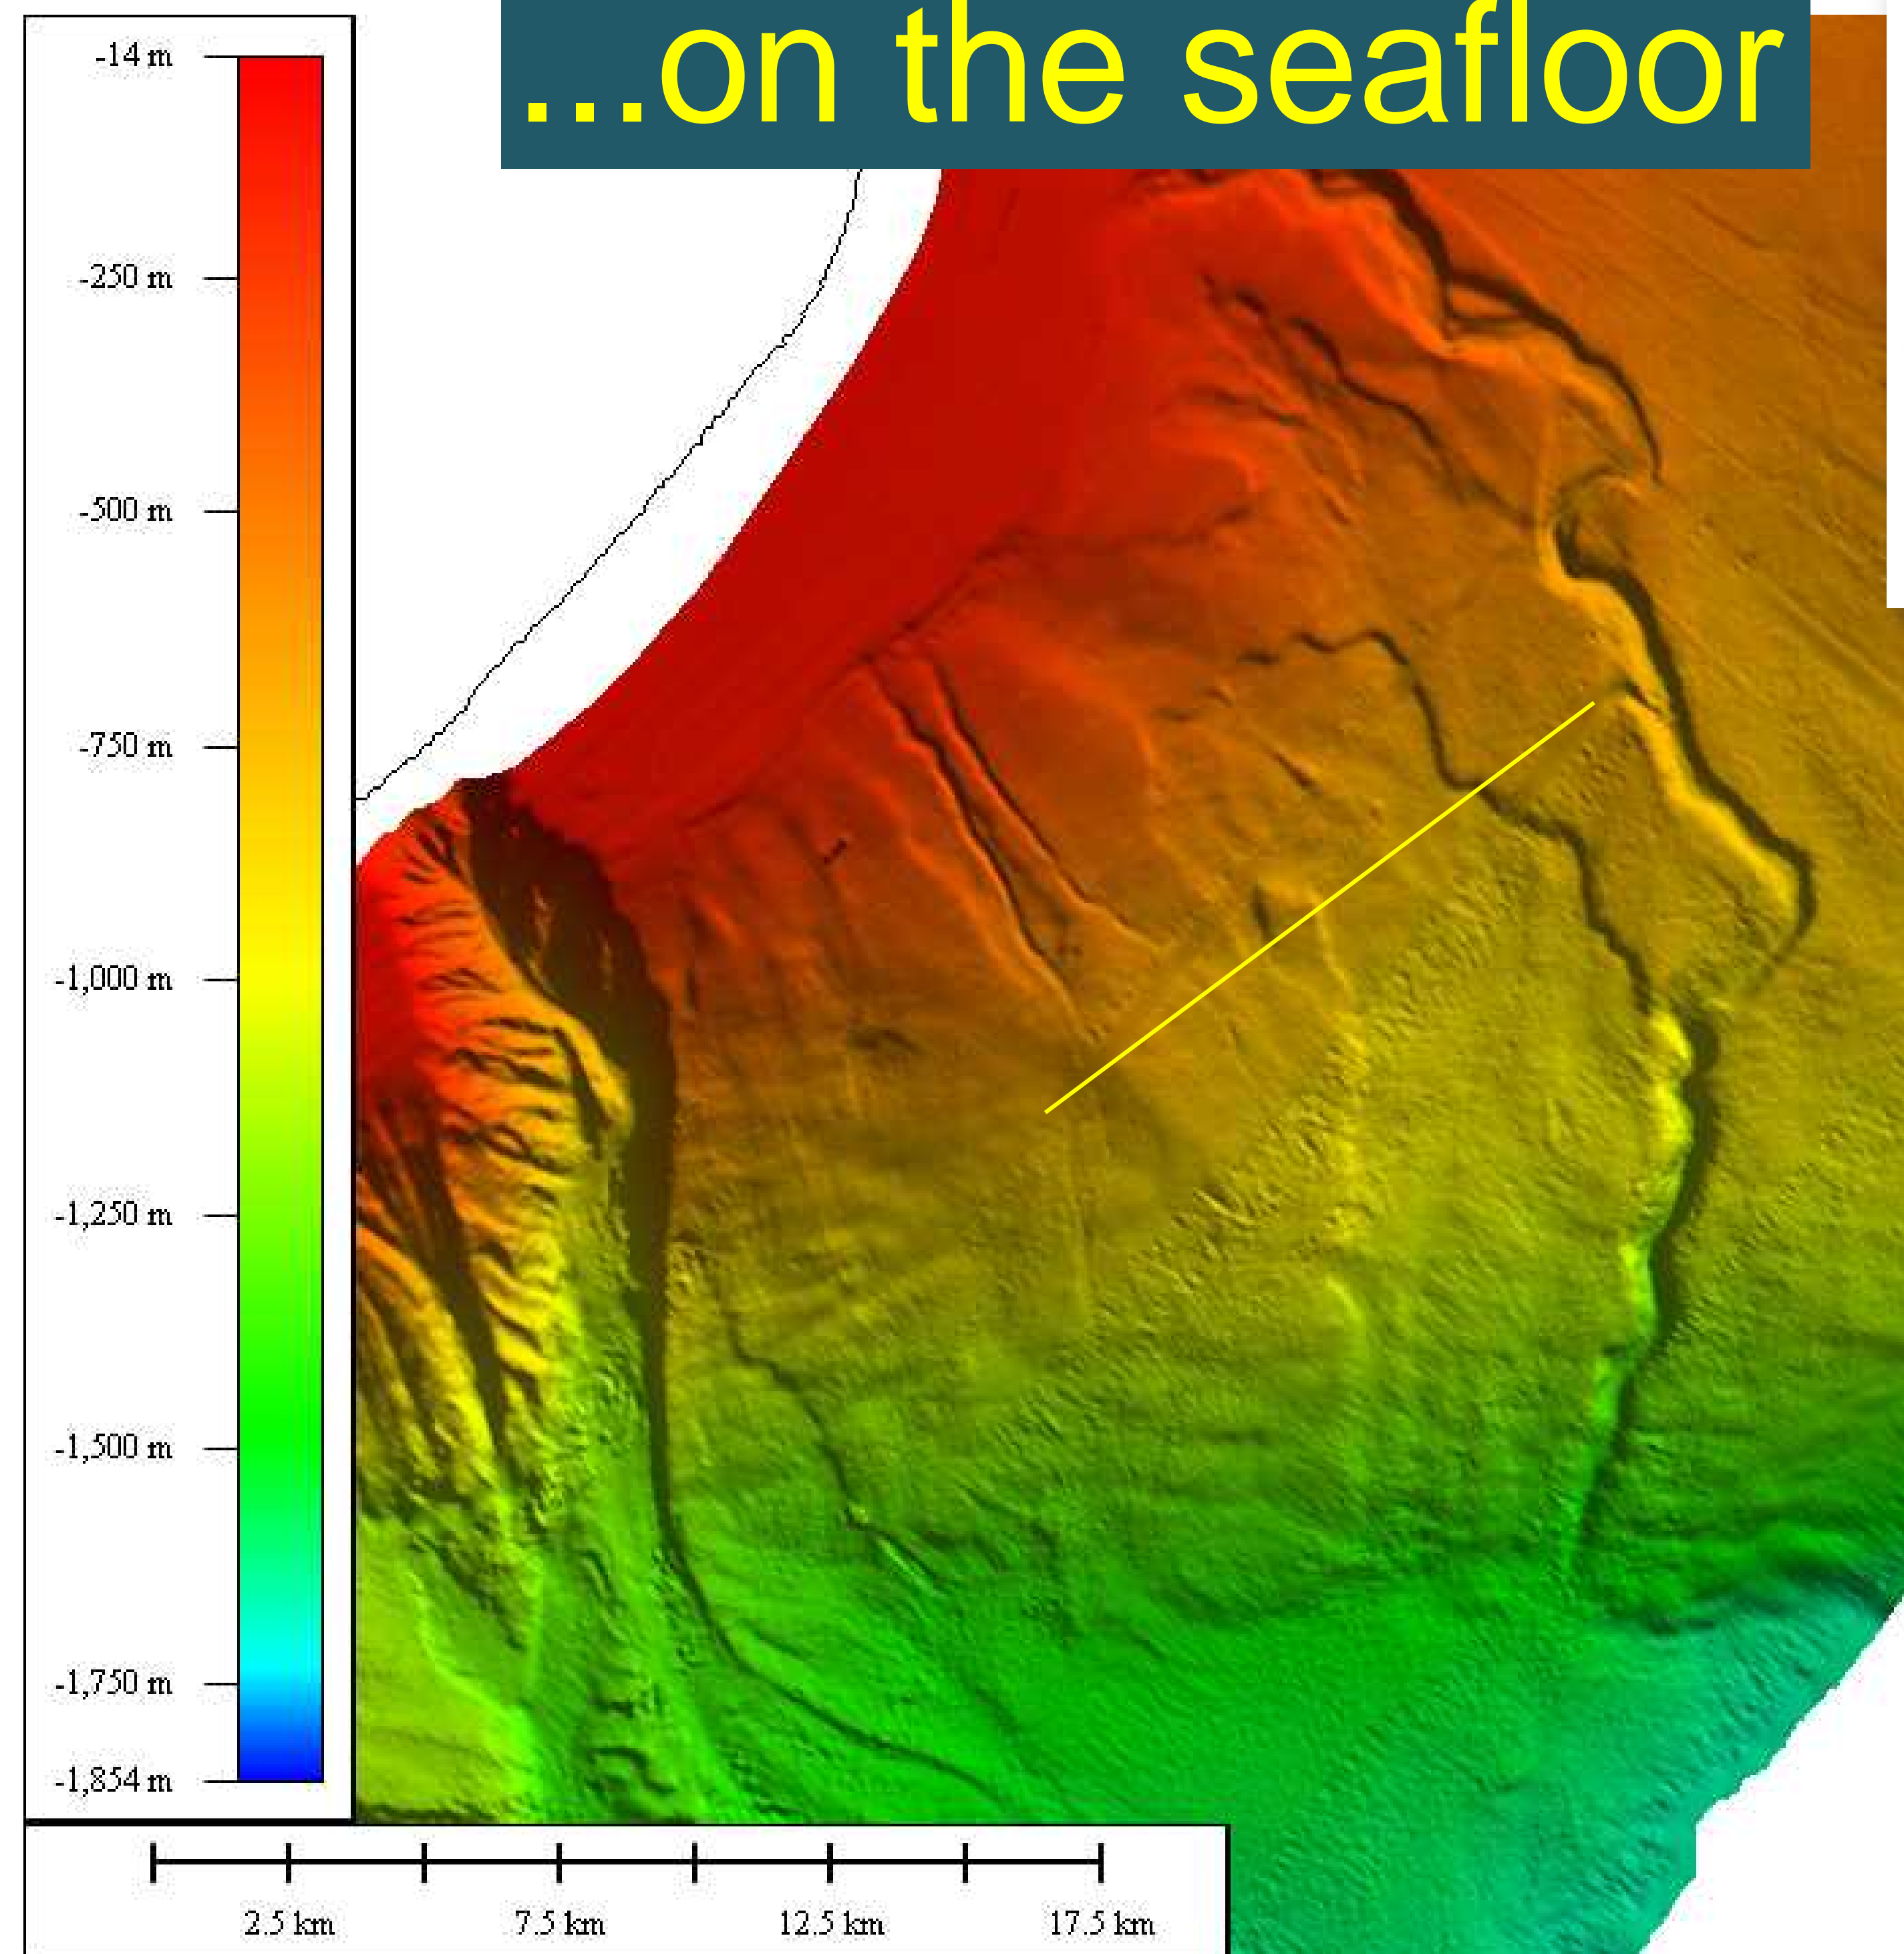 ...on the seafloor
-14 m
-250 m
-500 m
-750 m
-1,000 m
-1,250 m
-1,500 m
-1,750 m
-1,854 m
2.5 km 7.5 km 12.5 km 17.5 km